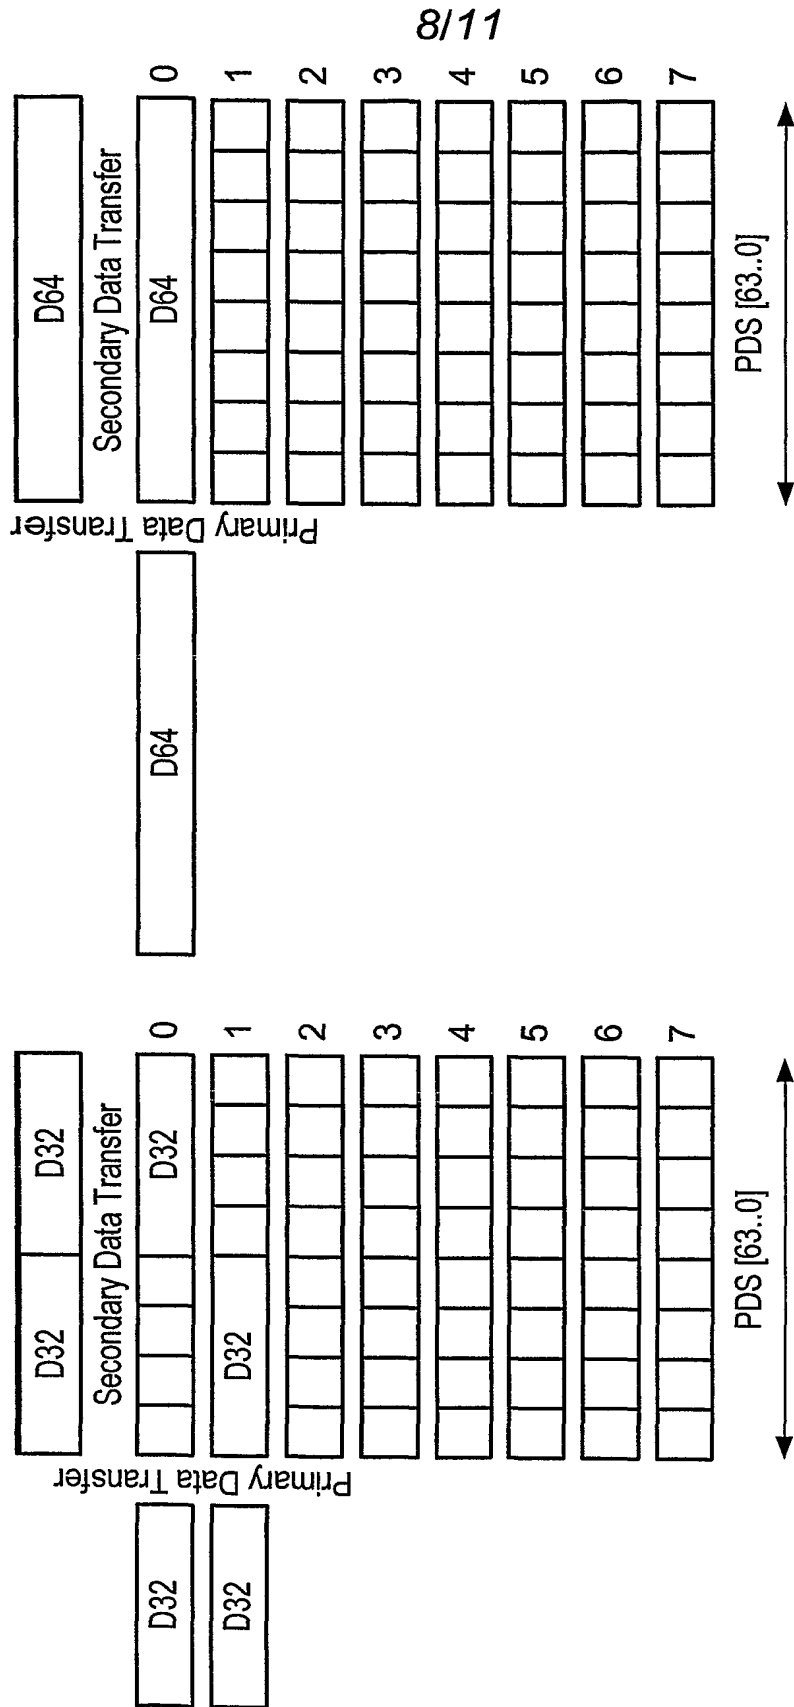 8/11
D64
Secondary Data Transfer
D64
0
1
2
3
4
5
6
7
Primary Data Transfer
D64
PDS [63..0]
D32
D32
Secondary Data Transfer
D32
0
D32
1
2
3
4
5
6
7
Primary Data Transfer
D32
D32
PDS [63..0]